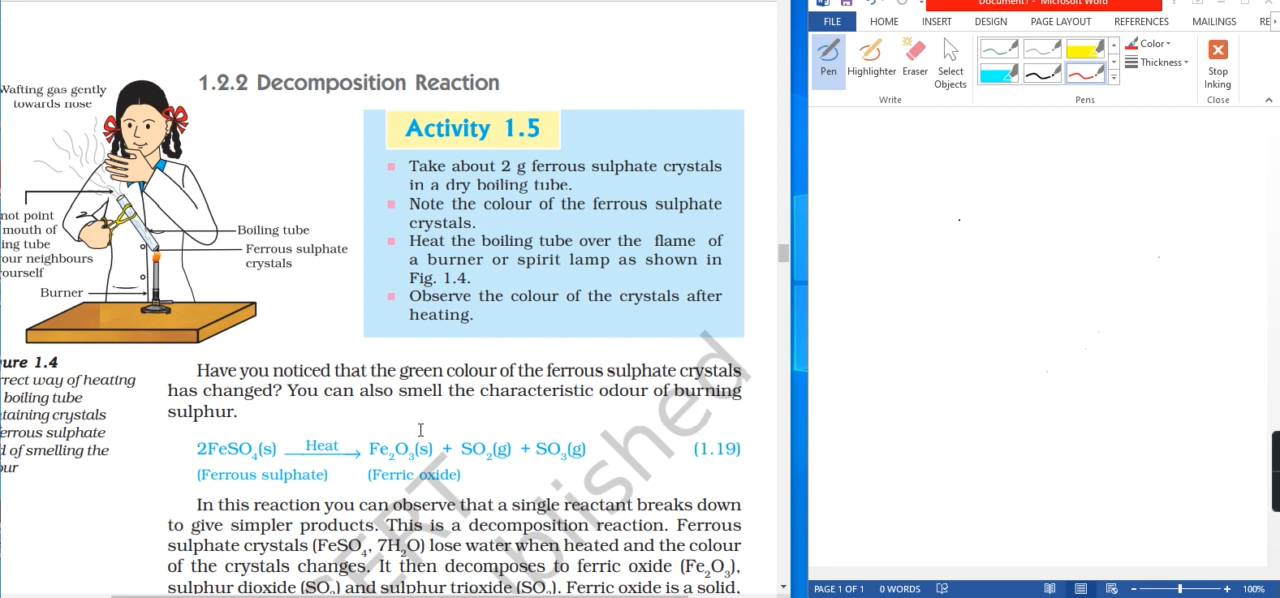 1.2.2 Decomposition Reaction
Wafting gas gently
towards nose
not point
mouth of
ing tube
our neighbours
ourself
Burner
Boiling tube
Ferrous sulphate
crystals
Activity 1.5
Take about 2 g ferrous sulphate crystals
in a dry boiling tube.
Note the colour of the ferrous sulphate
crystals.
Heat the boiling tube over the flame of
a burner or spirit lamp as shown in
Fig. 1.4.
Observe the colour of the crystals after
heating.
ure 1.4
rrect way of heating
boiling tube
taining crystals
errous sulphate
d of smelling the
our
Have you noticed that the green colour of the ferrous sulphate crystals
has changed? You can also smell the characteristic odour of burning
sulphur.
2FeSO₄(s) Heat → Fe₂O₃(s) + SO₂(g) + SO₃(g) (1.19)
(Ferrous sulphate) (Ferric oxide)
In this reaction you can observe that a single reactant breaks down
to give simpler products. This is a decomposition reaction. Ferrous
sulphate crystals (FeSO₄, 7H₂O) lose water when heated and the colour
of the crystals changes. It then decomposes to ferric oxide (Fe₂O₃),
sulphur dioxide (SO₂) and sulphur trioxide (SO₃). Ferric oxide is a solid,
Document1 - Microsoft Word
FILE HOME INSERT DESIGN PAGE LAYOUT REFERENCES MAILINGS RE
Pen Highlighter Eraser Select Objects
Color
Thickness
Stop Inking
Write Pens Close
PAGE 1 OF 1 0 WORDS 100%